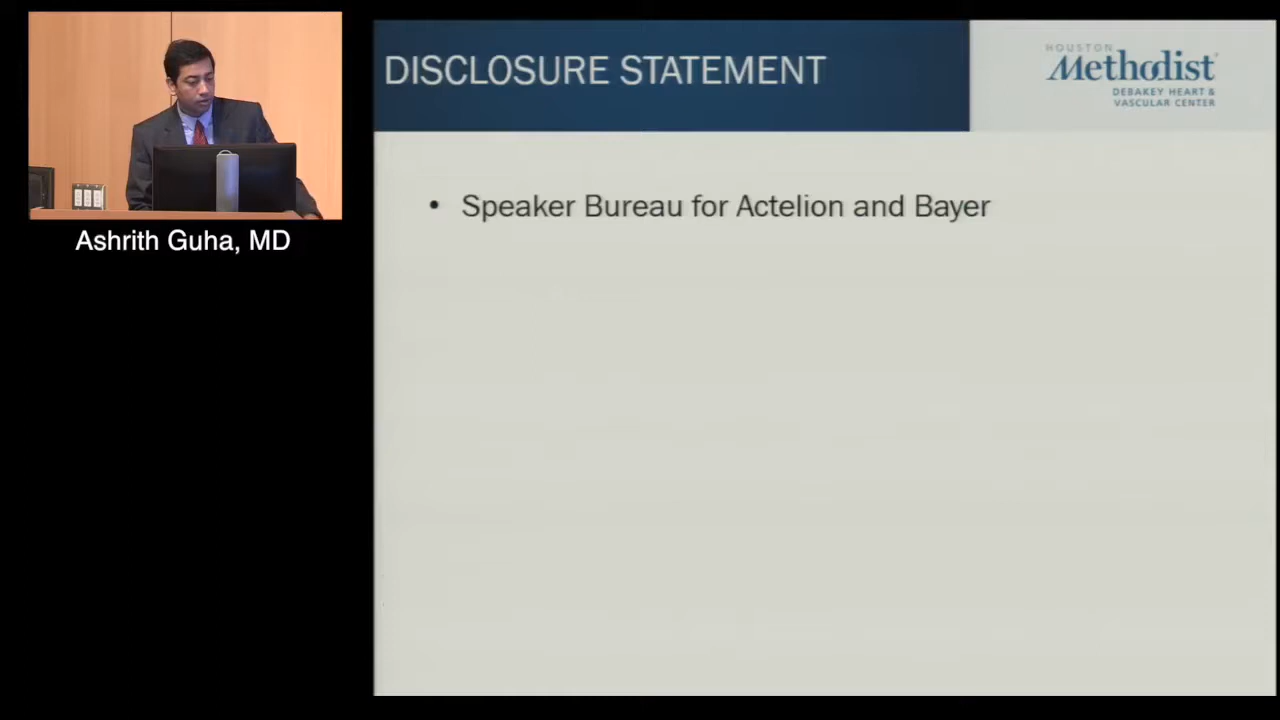 DISCLOSURE STATEMENT
HOUSTON
Methodist
DEBAKEY HEART &
VASCULAR CENTER
• Speaker Bureau for Actelion and Bayer
Ashrith Guha, MD